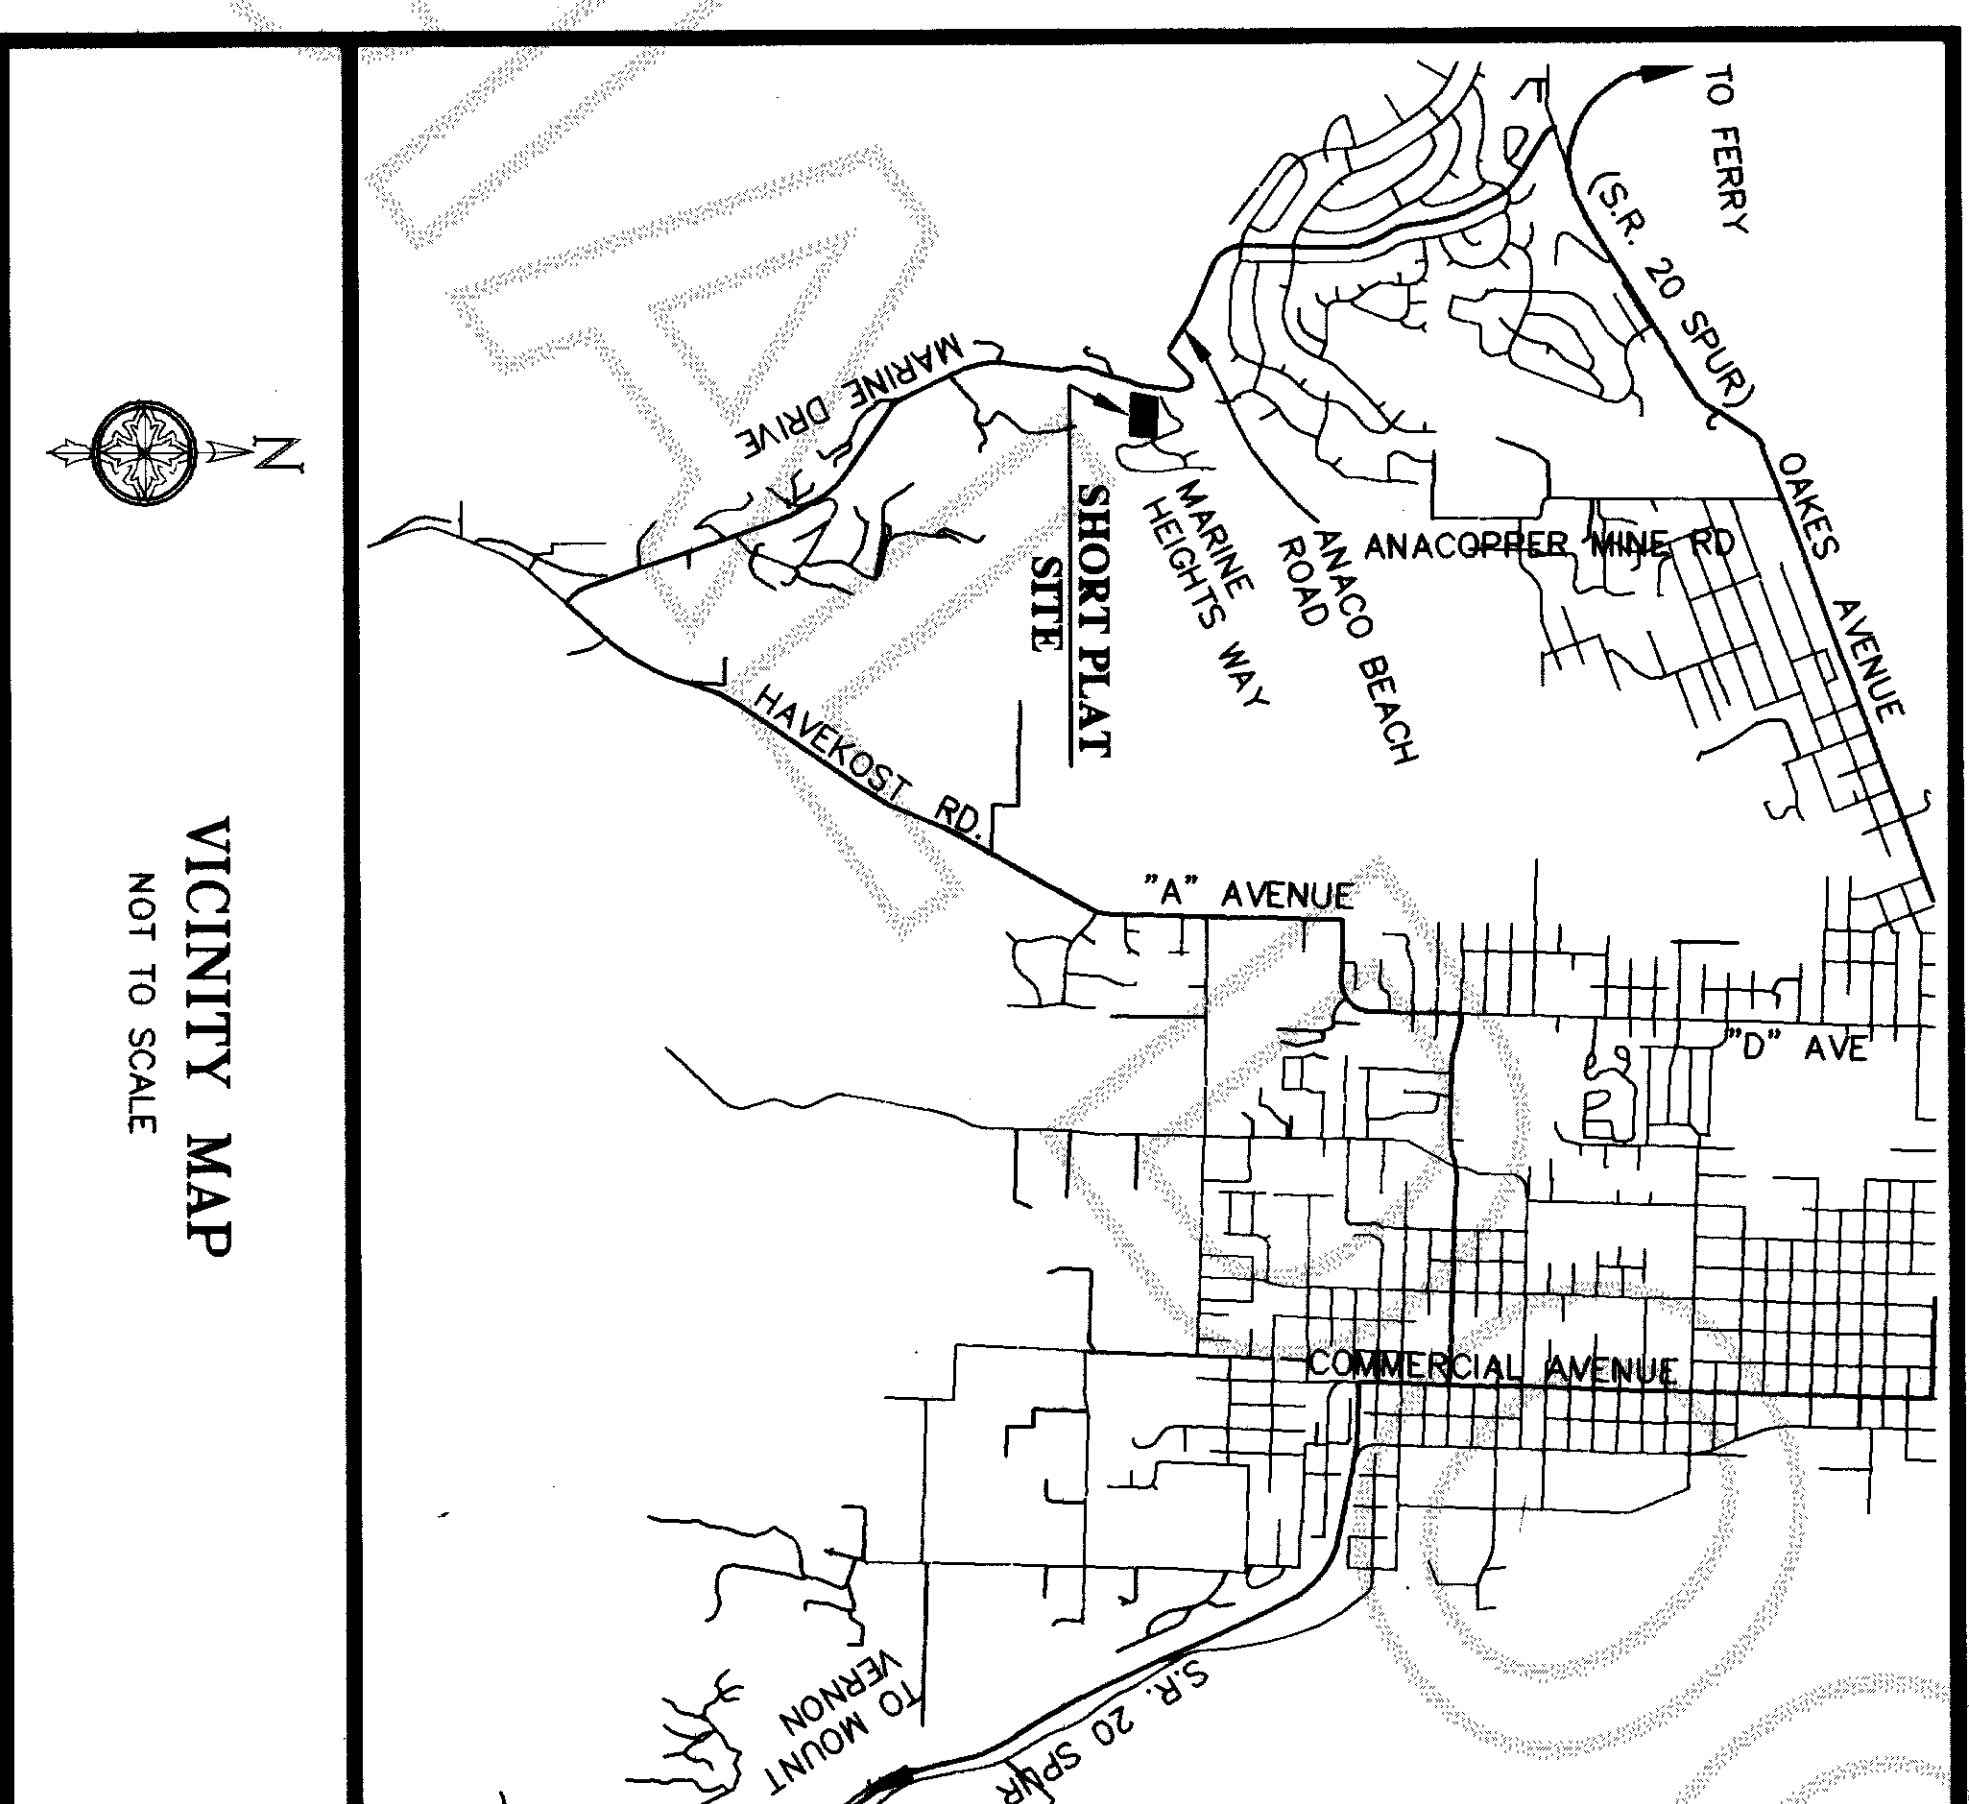 TO FERRY
(S.R. 20 SPUR)
OAKES AVENUE
ANACOPPER MINE RD
ANACO BEACH
ROAD
MARINE
HEIGHTS WAY
SHORT PLAT
SITE
MARINE DRIVE
HAVEKOST RD.
"A" AVENUE
"D" AVE
COMMERCIAL AVENUE
S.R. 20 SPUR
TO MOUNT
VERNON
N
VICINITY MAP
NOT TO SCALE